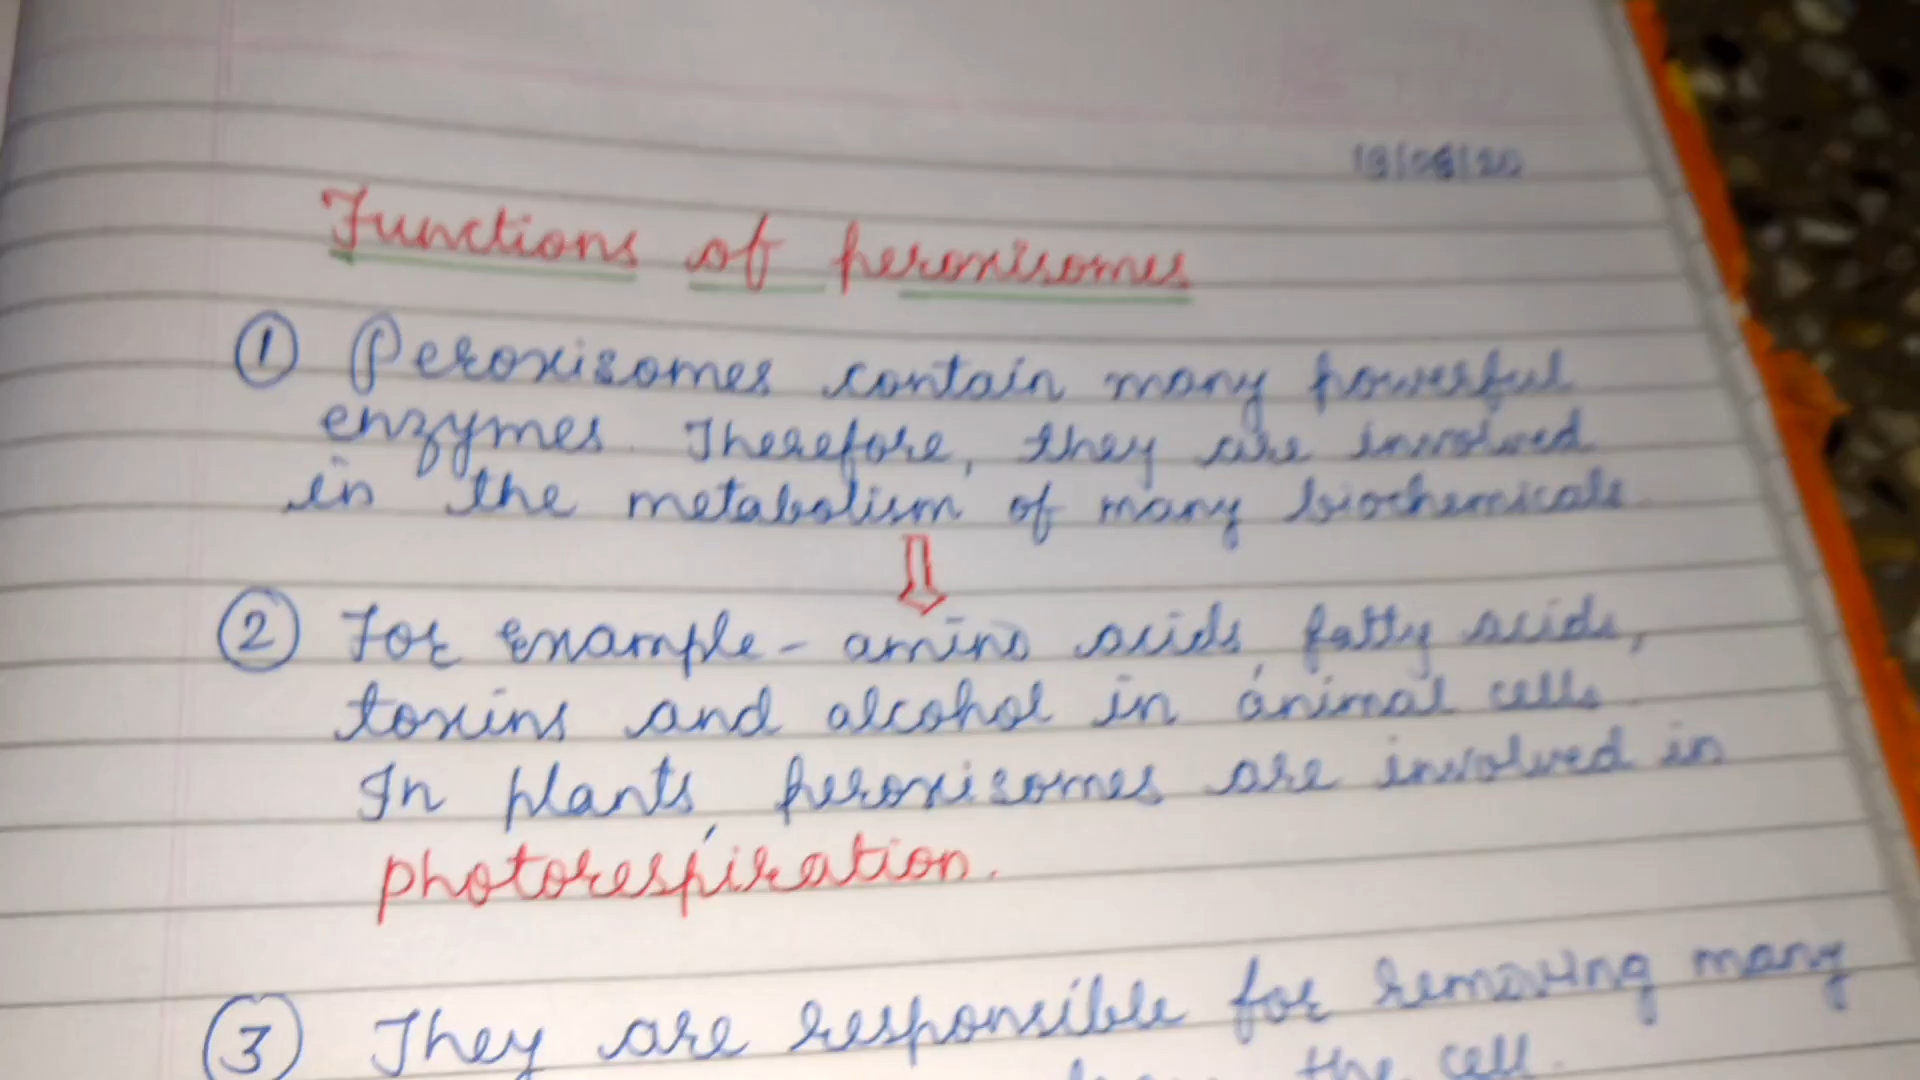 18/08/20
Functions of peroxisomes
① Peroxisomes contain many powerful
enzymes. Therefore, they are involved
in the metabolism of many biochemicals
⇓
② For example - amino acids, fatty acids,
toxins and alcohol in animal cells.
In plants, peroxisomes are involved in
photorespiration.
③ They are responsible for removing many
the cell.